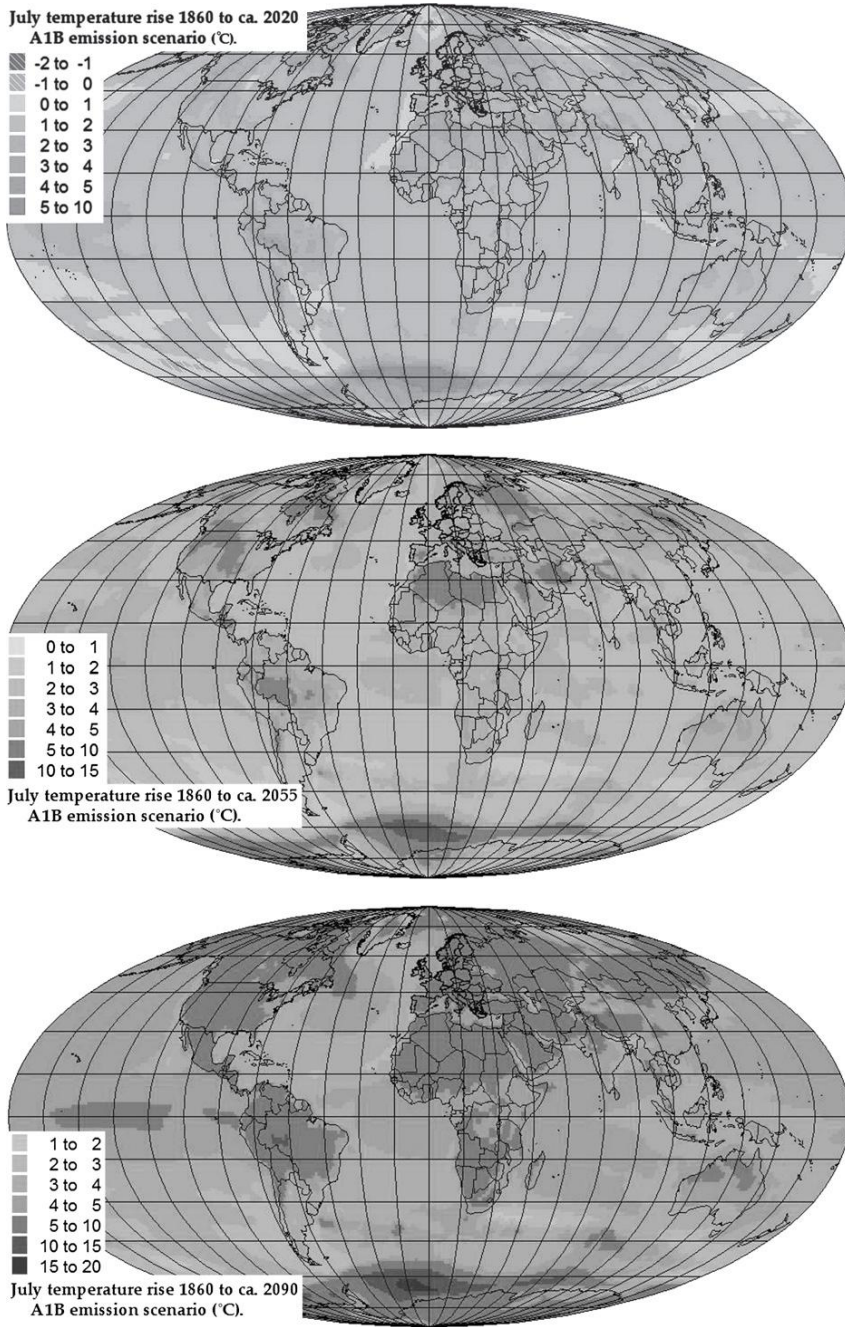 July temperature rise 1860 to ca. 2020
A1B emission scenario (°C).
-2 to -1
-1 to 0
0 to 1
1 to 2
2 to 3
3 to 4
4 to 5
5 to 10
0 to 1
1 to 2
2 to 3
3 to 4
4 to 5
5 to 10
10 to 15
July temperature rise 1860 to ca. 2055
A1B emission scenario (°C).
1 to 2
2 to 3
3 to 4
4 to 5
5 to 10
10 to 15
15 to 20
July temperature rise 1860 to ca. 2090
A1B emission scenario (°C).